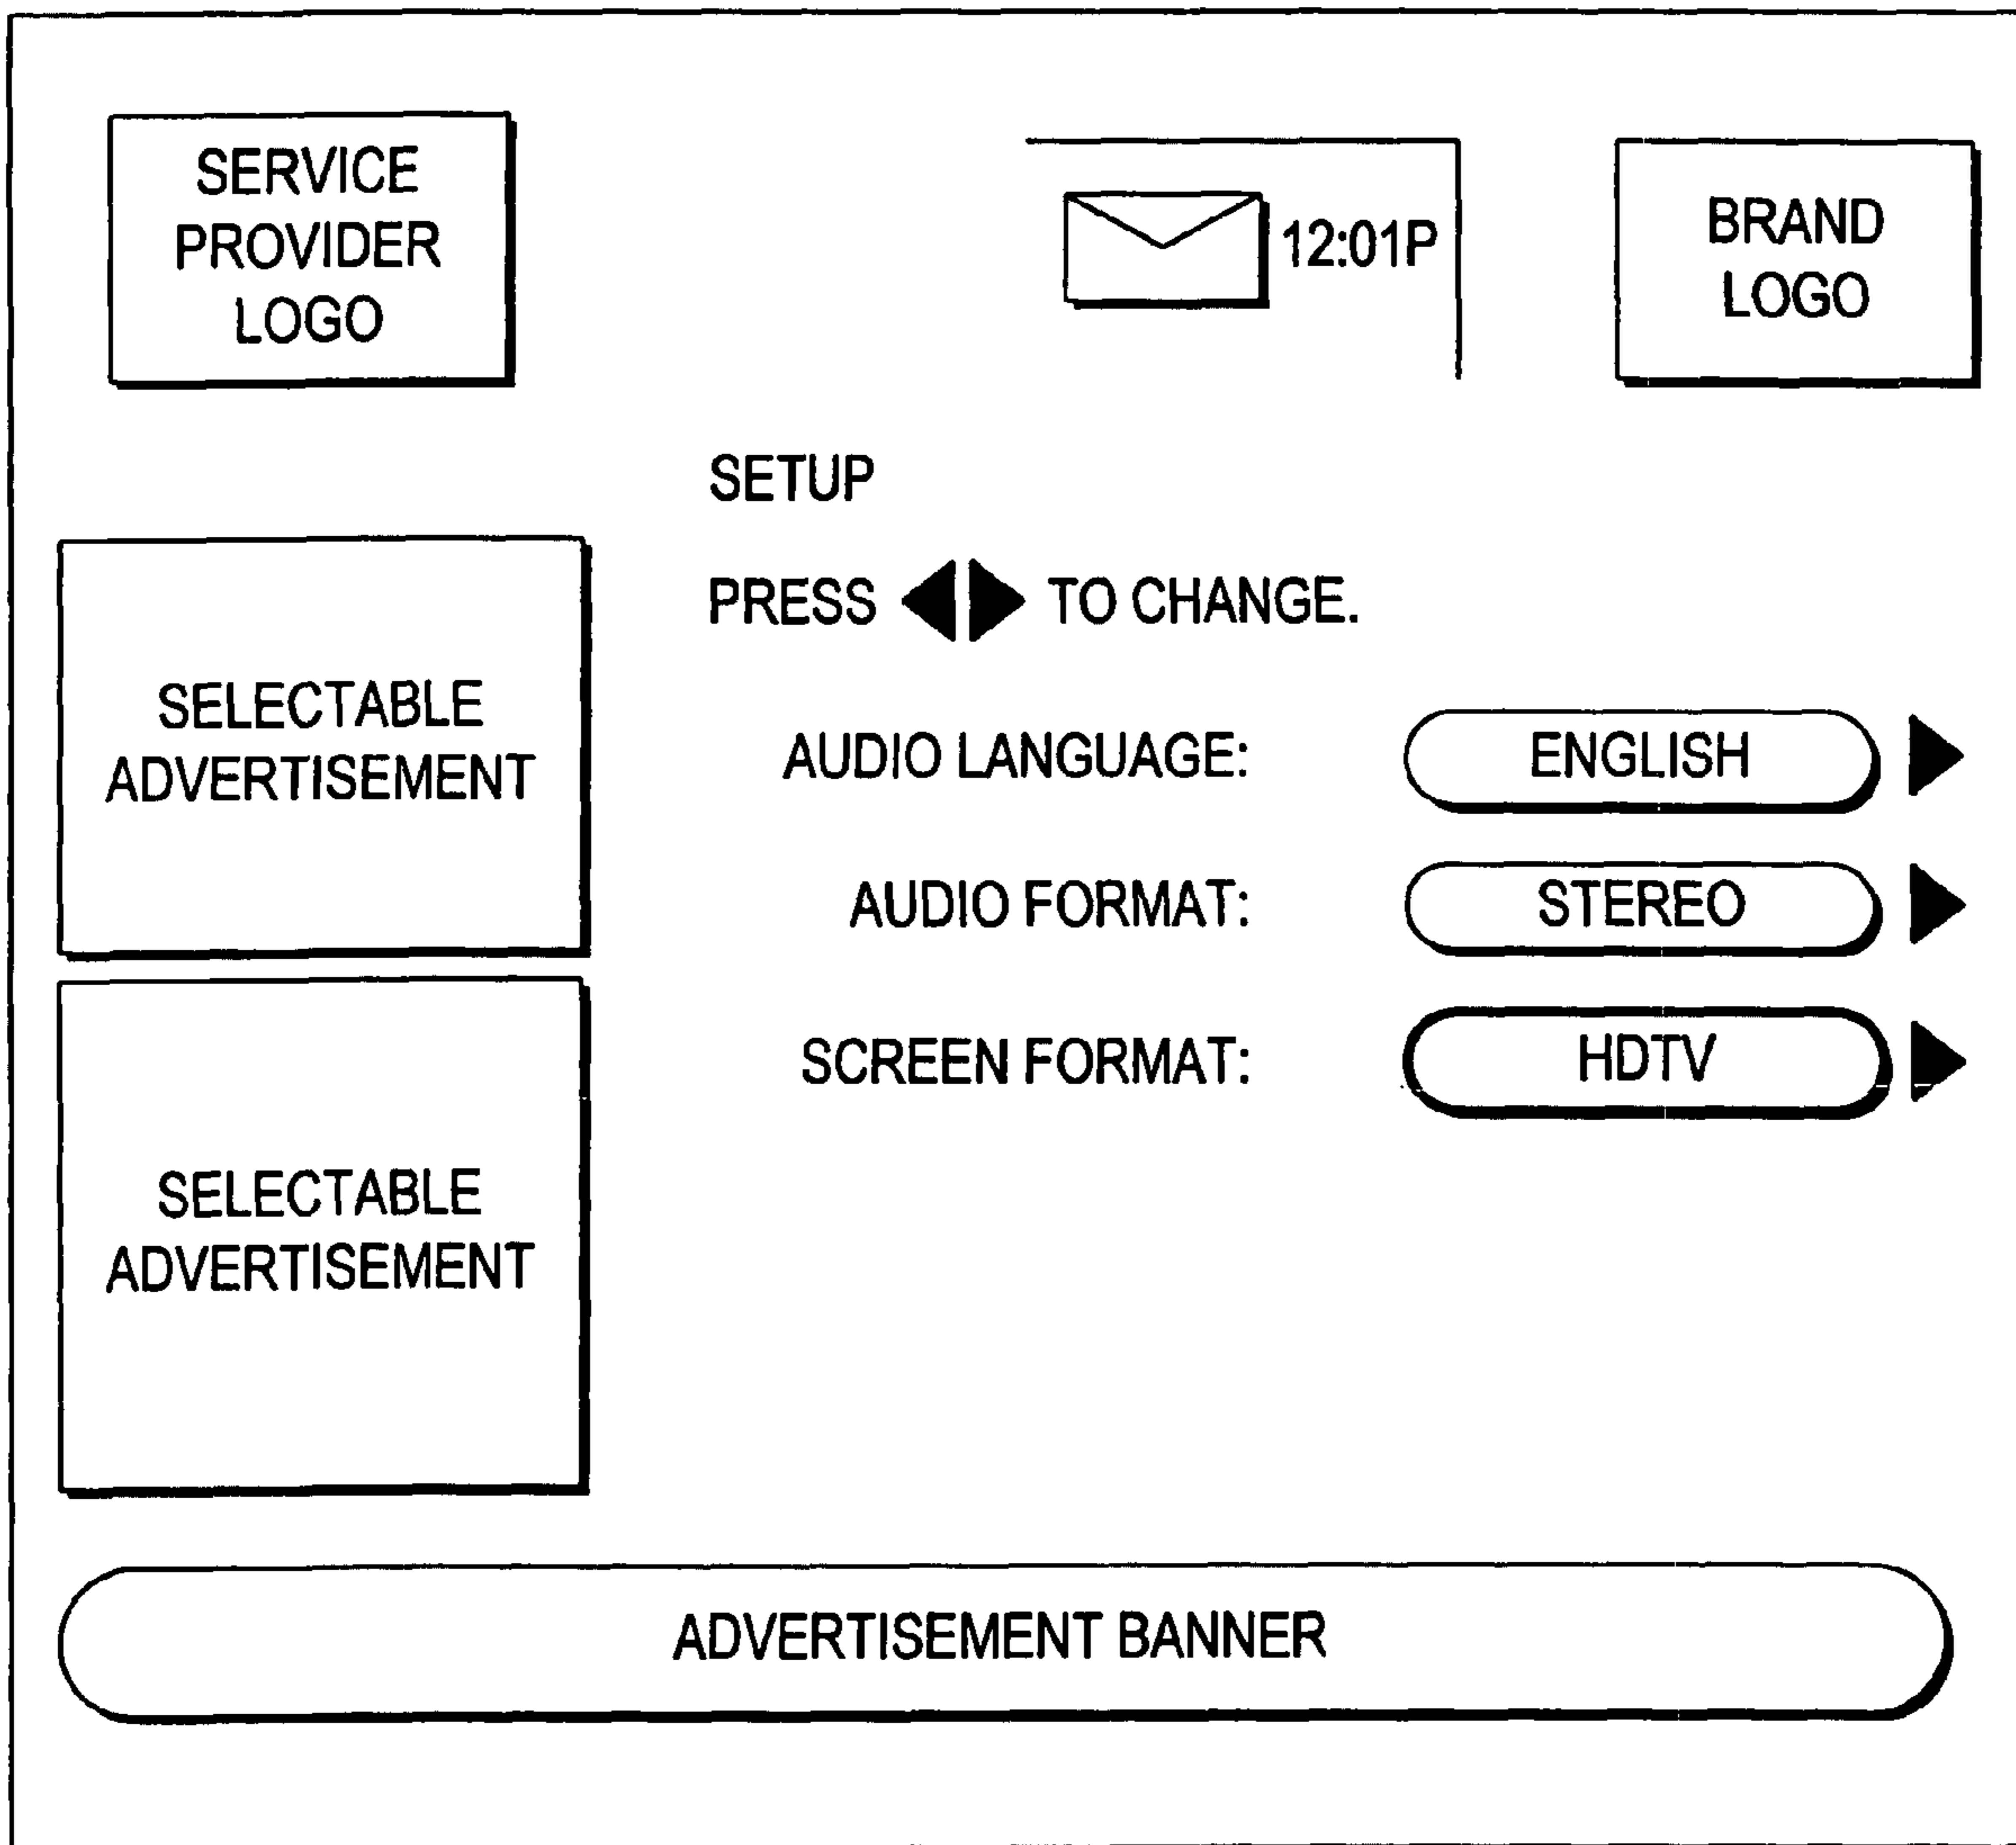 SERVICE
PROVIDER
LOGO
12:01P
BRAND
LOGO
SETUP
PRESS ◀▶ TO CHANGE.
SELECTABLE
ADVERTISEMENT
AUDIO LANGUAGE: ENGLISH ▶
AUDIO FORMAT: STEREO ▶
SCREEN FORMAT: HDTV ▶
SELECTABLE
ADVERTISEMENT
ADVERTISEMENT BANNER